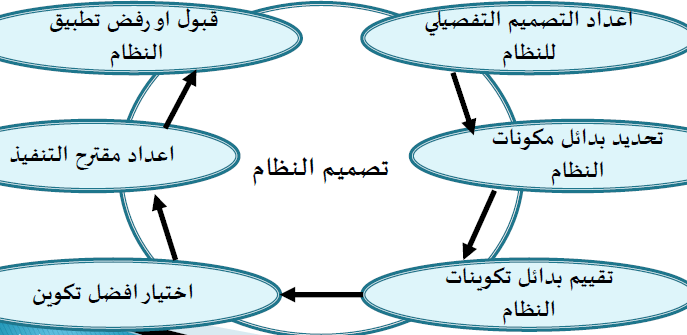 اعداد التصميم التفصيلي
للنظام
تحديد بدائل مكونات
النظام
تقييم بدائل تكوينات
النظام
اختيار افضل تكوين
اعداد مقترح التنفيذ
قبول او رفض تطبيق
النظام
تصميم النظام